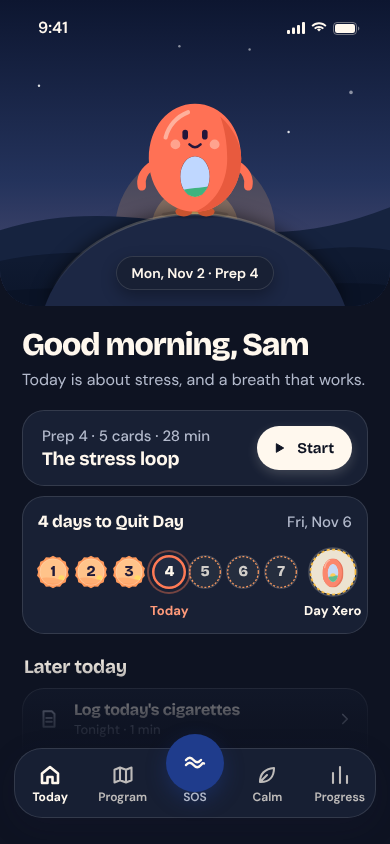 9:41
Mon, Nov 2 · Prep 4
Good morning, Sam
Today is about stress, and a breath that works.
Prep 4 · 5 cards · 28 min
The stress loop
Start
4 days to Quit Day
Fri, Nov 6
1 2 3 4 5 6 7
Today
Day Xero
Later today
Log today's cigarettes
Tonight · 1 min
Today
Program
SOS
Calm
Progress